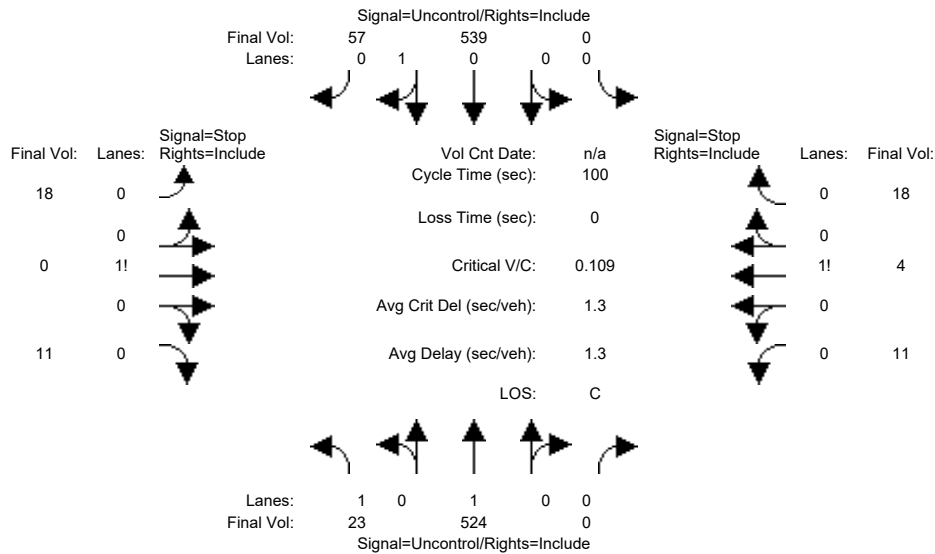 Signal=Uncontrol/Rights=Include
Final Vol: 57 539 0
Lanes: 0 1 0 0 0
Signal=Stop
Final Vol: Lanes: Rights=Include
Vol Cnt Date: n/a
Signal=Stop
Rights=Include Lanes: Final Vol:
Cycle Time (sec): 100
18 0
0 18
Loss Time (sec): 0
0
0
0 1!
Critical V/C: 0.109
1! 4
0
Avg Crit Del (sec/veh): 1.3
0
11 0
Avg Delay (sec/veh): 1.3
0 11
LOS: C
Lanes: 1 0 1 0 0
Final Vol: 23 524 0
Signal=Uncontrol/Rights=Include